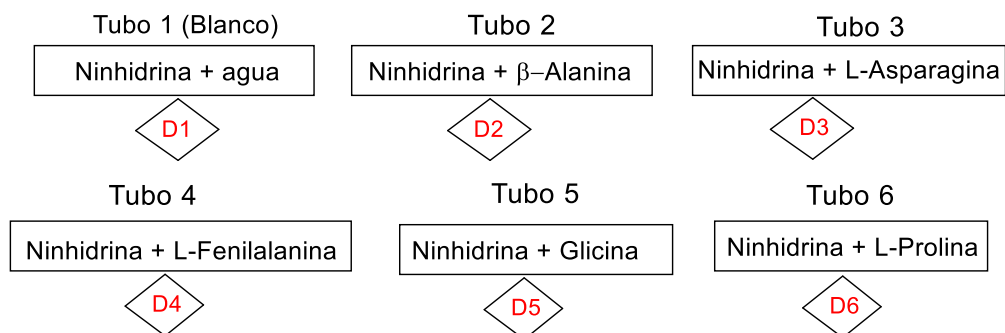 Tubo 1 (Blanco)
Ninhidrina + agua
D1
Tubo 2
Ninhidrina + β−Alanina
D2
Tubo 3
Ninhidrina + L-Asparagina
D3
Tubo 4
Ninhidrina + L-Fenilalanina
D4
Tubo 5
Ninhidrina + Glicina
D5
Tubo 6
Ninhidrina + L-Prolina
D6